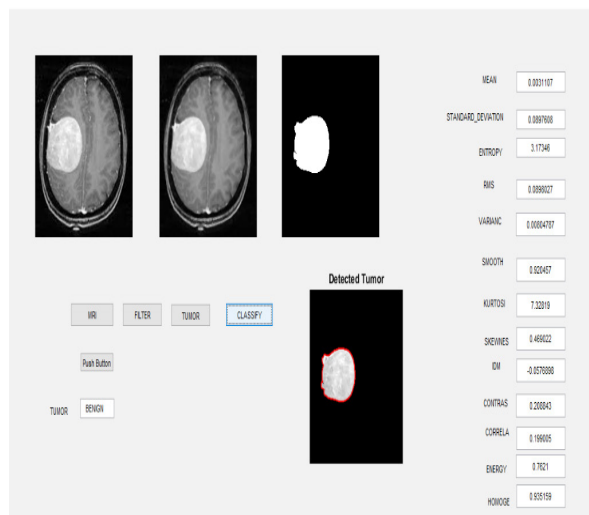 MEAN 0.0031107
STANDARD_DEVIATION 0.0897608
ENTROPY 3.17346
RMS 0.0898027
VARIANC 0.00804787
SMOOTH 0.920457
KURTOSI 7.32819
SKEWNES 0.469022
IDM -0.0576898
CONTRAS 0.208843
CORRELA 0.199005
ENERGY 0.7621
HOMOGE 0.935159
Detected Tumor
MRI FILTER TUMOR CLASSIFY
Push Button
TUMOR BENIGN